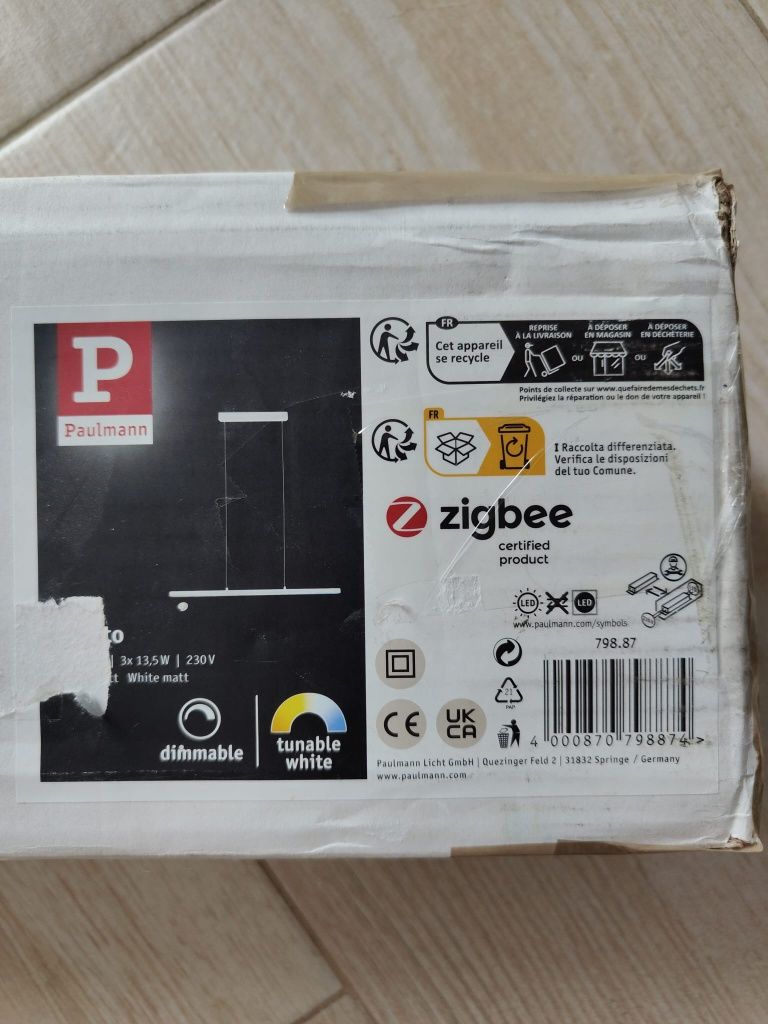 P
Paulmann
3x 13,5W | 230V
White matt
dimmable
tunable
white
FR
Cet appareil
se recycle
REPRISE
À LA LIVRAISON
OU
À DÉPOSER
EN MAGASIN
OU
À DÉPOSER
EN DÉCHÈTERIE
Points de collecte sur www.quefairedemesdechets.fr
Privilégiez la réparation ou le don de votre appareil !
FR
I Raccolta differenziata.
Verifica le disposizioni
del tuo Comune.
zigbee
certified
product
LED
LED
www.paulmann.com/symbols
798.87
CE
UK
CA
21
PAP
4 000870 798874 >
Paulmann Licht GmbH | Quezinger Feld 2 | 31832 Springe / Germany
www.paulmann.com